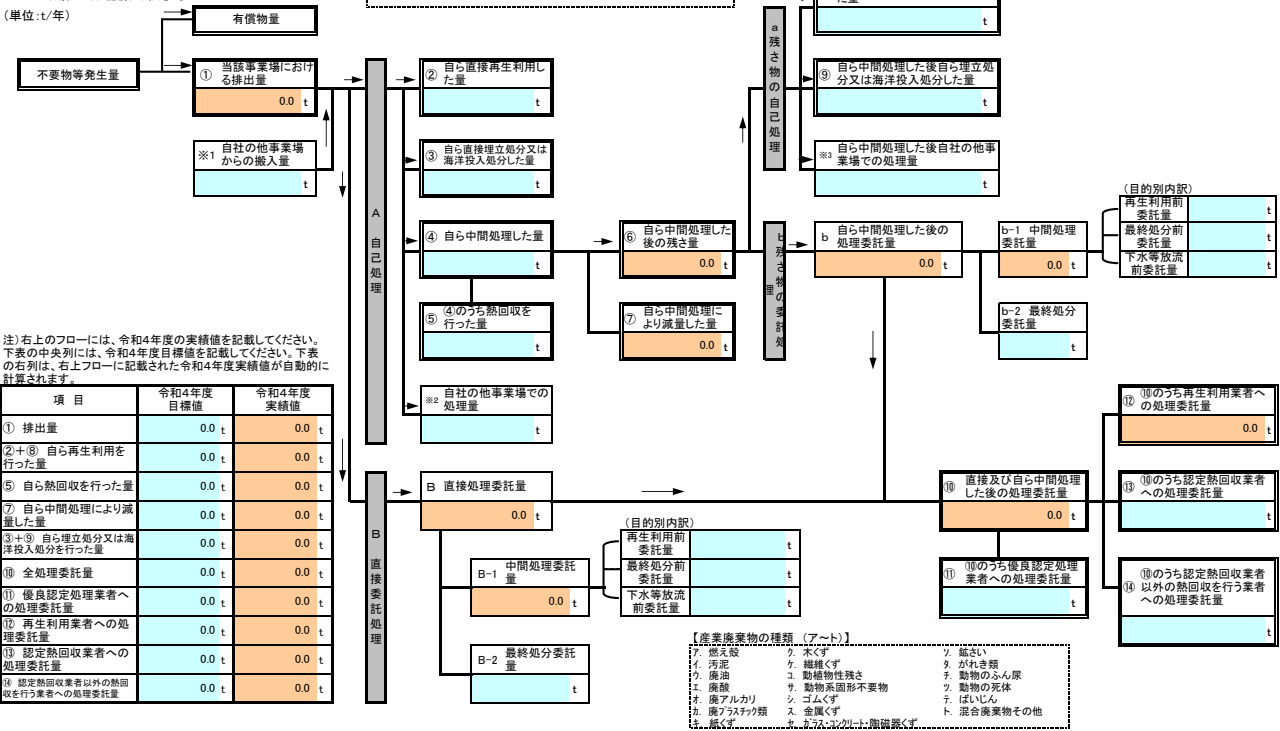 (単位:t/年)
有償物量
不要物等発生量
① 当該事業場におけ
る排出量
0.0 t
※1 自社の他事業場
からの搬入量
t
A 自己処理
② 自ら直接再生利用し
た量
t
③ 自ら直接埋立処分又は
海洋投入処分した量
t
④ 自ら中間処理した量
t
⑤ ④のうち熱回収を
行った量
t
※2 自社の他事業場での
処理量
t
⑥ 自ら中間処理した
後の残さ量
0.0 t
⑦ 自ら中間処理に
より減量した量
0.0 t
a 残さ物の自己処理
た量
t
⑨ 自ら中間処理した後自ら埋立処
分又は海洋投入処分した量
t
※3 自ら中間処理した後自社の他事
業場での処理量
t
b 残さ物の委託処理
b 自ら中間処理した後の
処理委託量
0.0 t
b-1 中間処理
委託量
0.0 t
(目的別内訳)
再生利用前
委託量
t
最終処分前
委託量
t
下水等放流
前委託量
t
b-2 最終処分
委託量
t
注)右上のフローには、令和4年度の実績値を記載してください。
下表の中央列には、令和4年度目標値を記載してください。下表
の右列は、右上フローに記載された令和4年度実績値が自動的に
計算されます。
項 目 令和4年度 目標値 令和4年度 実績値
① 排出量 0.0 t 0.0 t
②+⑧ 自ら再生利用を
行った量 0.0 t 0.0 t
⑤ 自ら熱回収を行った量 0.0 t 0.0 t
⑦ 自ら中間処理により減
量した量 0.0 t 0.0 t
③+⑨ 自ら埋立処分又は海
洋投入処分を行った量 0.0 t 0.0 t
⑩ 全処理委託量 0.0 t 0.0 t
⑪ 優良認定処理業者へ
の処理委託量 0.0 t 0.0 t
⑫ 再生利用業者への処
理委託量 0.0 t 0.0 t
⑬ 認定熱回収業者への
処理委託量 0.0 t 0.0 t
⑭ 認定熱回収業者以外の熱回
収を行う業者への処理委託量 0.0 t 0.0 t
B 直接委託処理
B 直接処理委託量
0.0 t
B-1 中間処理委託
量
0.0 t
(目的別内訳)
再生利用前
委託量
t
最終処分前
委託量
t
下水等放流
前委託量
t
B-2 最終処分委託
量
t
⑩ 直接及び自ら中間処理
した後の処理委託量
0.0 t
⑪ ⑩のうち優良認定処理
業者への処理委託量
t
⑫ ⑩のうち再生利用業者へ
の処理委託量
0.0 t
⑬ ⑩のうち認定熱回収業者
への処理委託量
t
⑭ ⑩のうち認定熱回収業者
以外の熱回収を行う業者
への処理委託量
t
【産業廃棄物の種類 (ア~ト)】
ア. 燃え殻 ク. 木くず ソ. 鉱さい
イ. 汚泥 ケ. 繊維くず タ. がれき類
ウ. 廃油 コ. 動植物性残さ チ. 動物のふん尿
エ. 廃酸 サ. 動物系固形不要物 ツ. 動物の死体
オ. 廃アルカリ シ. ゴムくず テ. ばいじん
カ. 廃プラスチック類 ス. 金属くず ト. 混合廃棄物その他
キ. 紙くず セ. ガラス・コンクリート・陶磁器くず